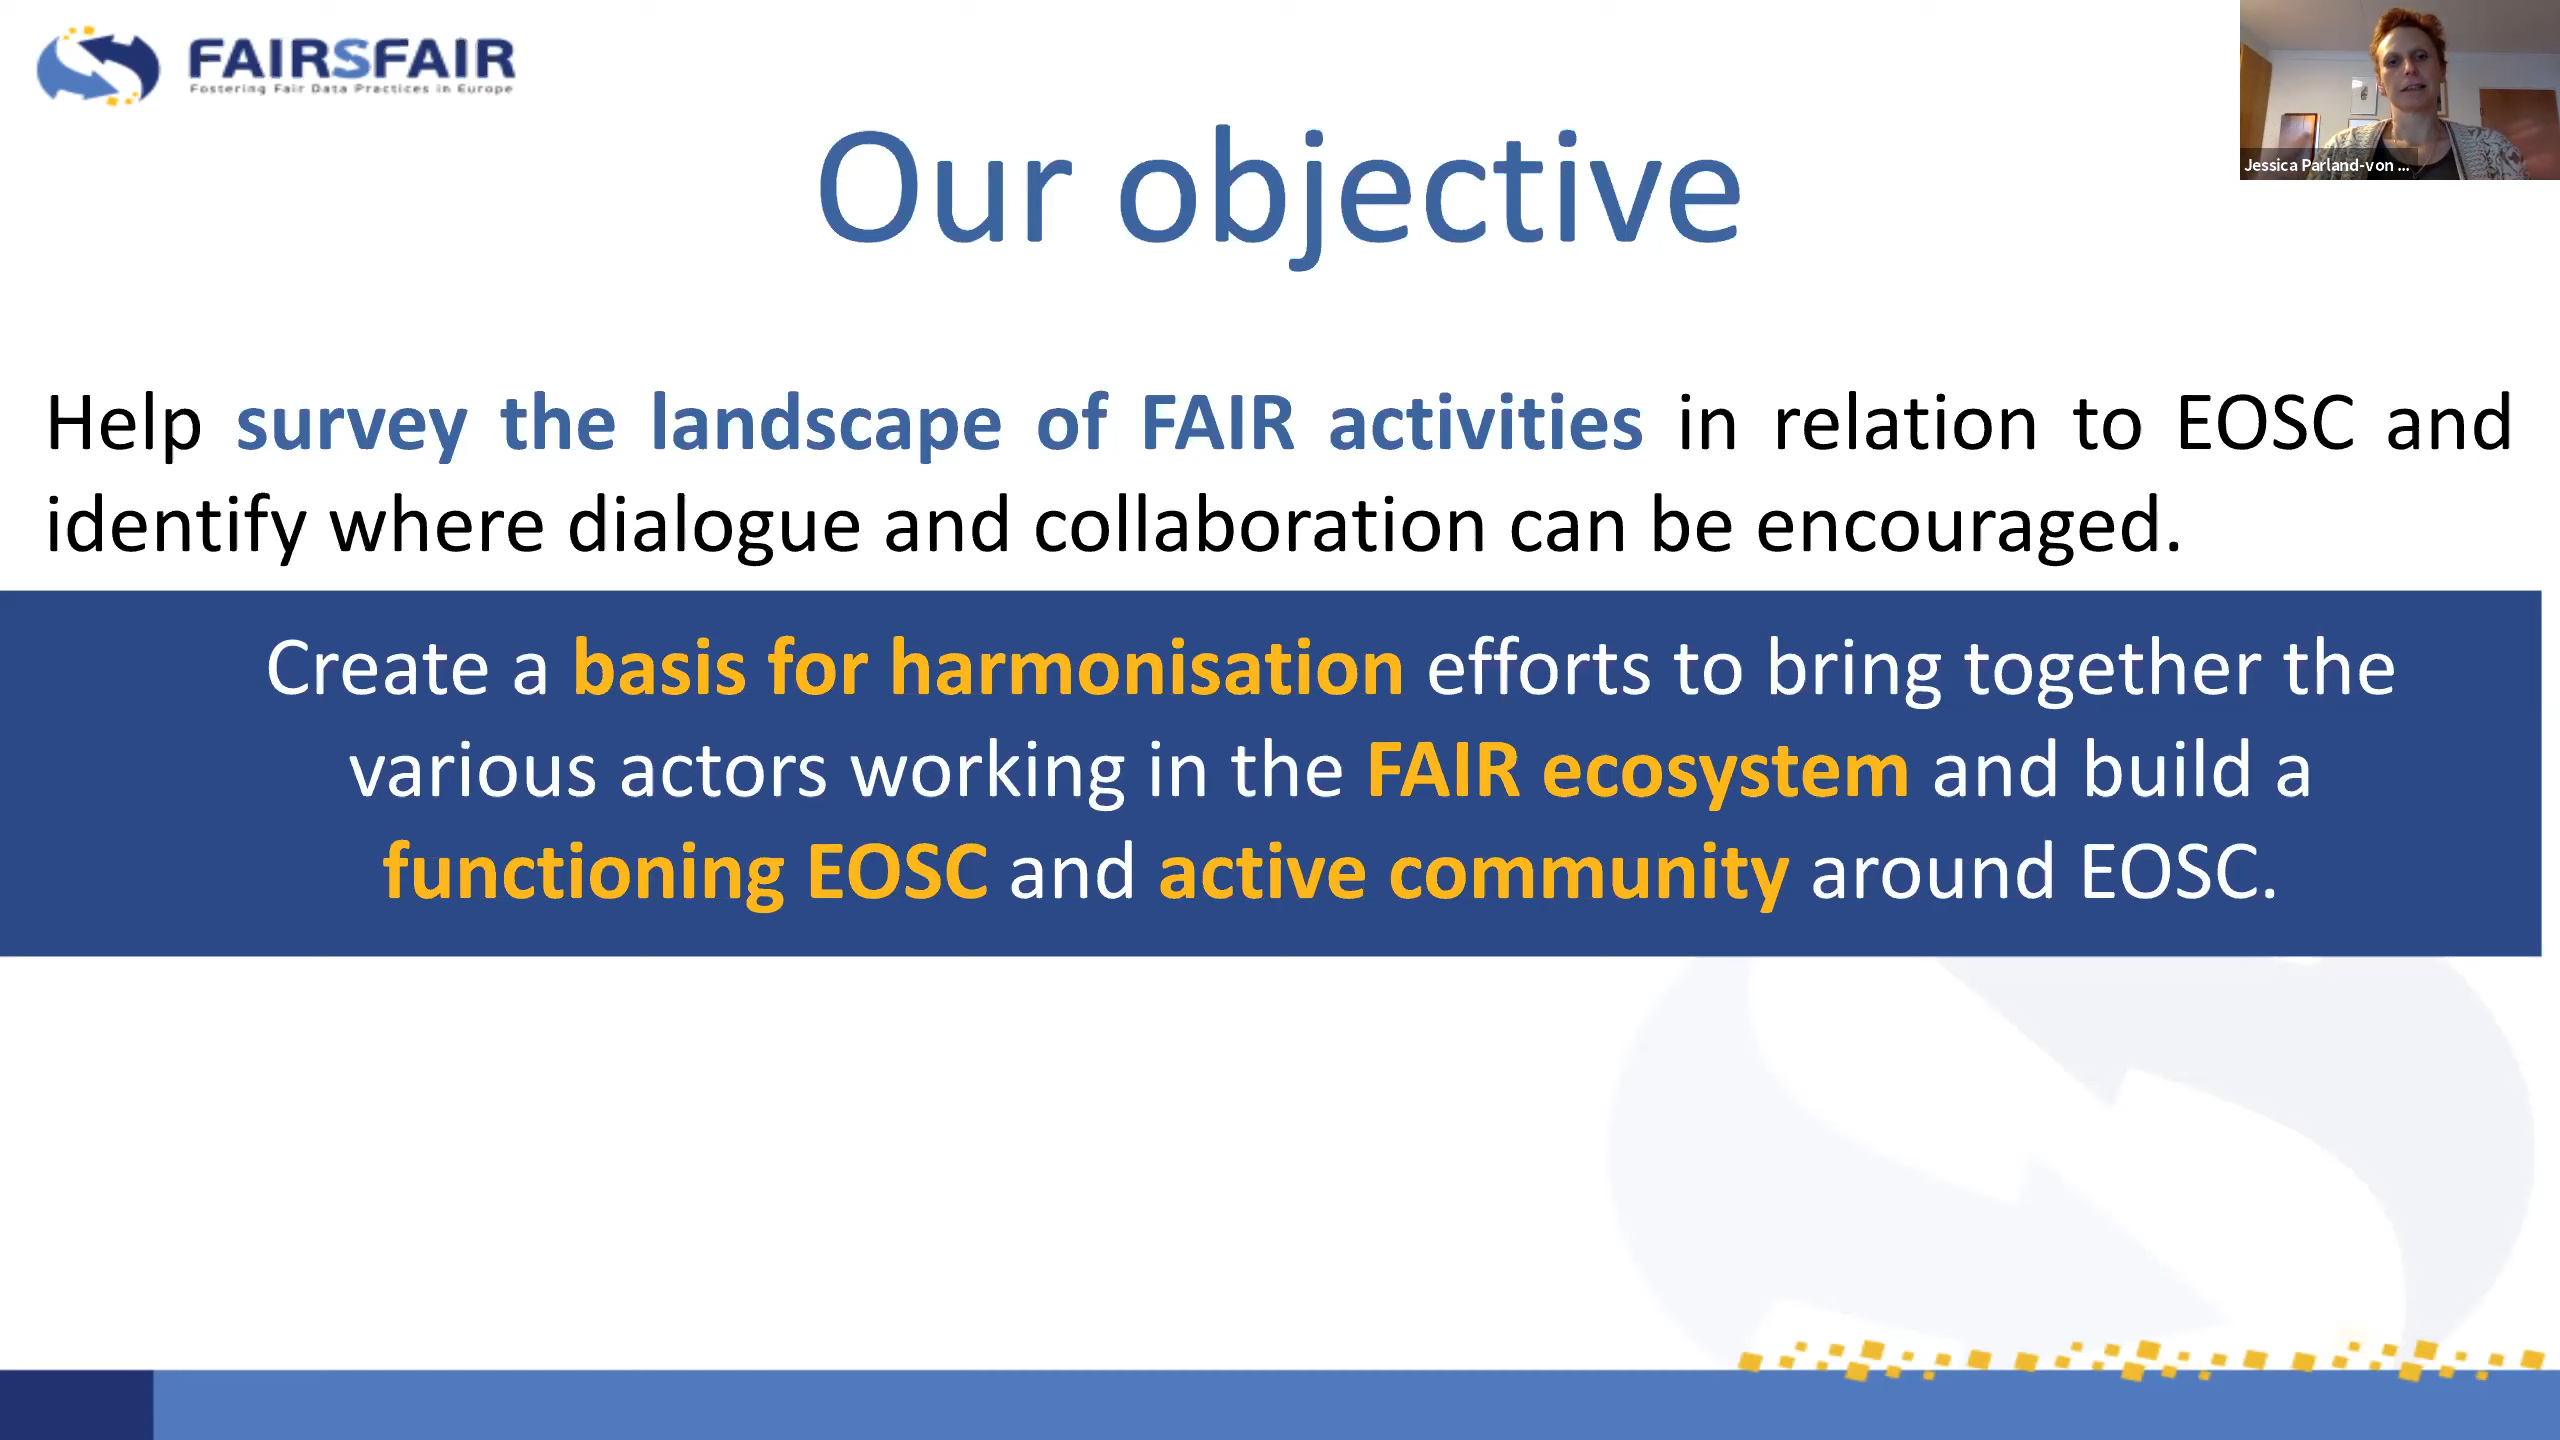 FAIRSFAIR
Fostering Fair Data Practices in Europe
Jessica Parland-von ...
Our objective
Help survey the landscape of FAIR activities in relation to EOSC and
identify where dialogue and collaboration can be encouraged.
Create a basis for harmonisation efforts to bring together the
various actors working in the FAIR ecosystem and build a
functioning EOSC and active community around EOSC.